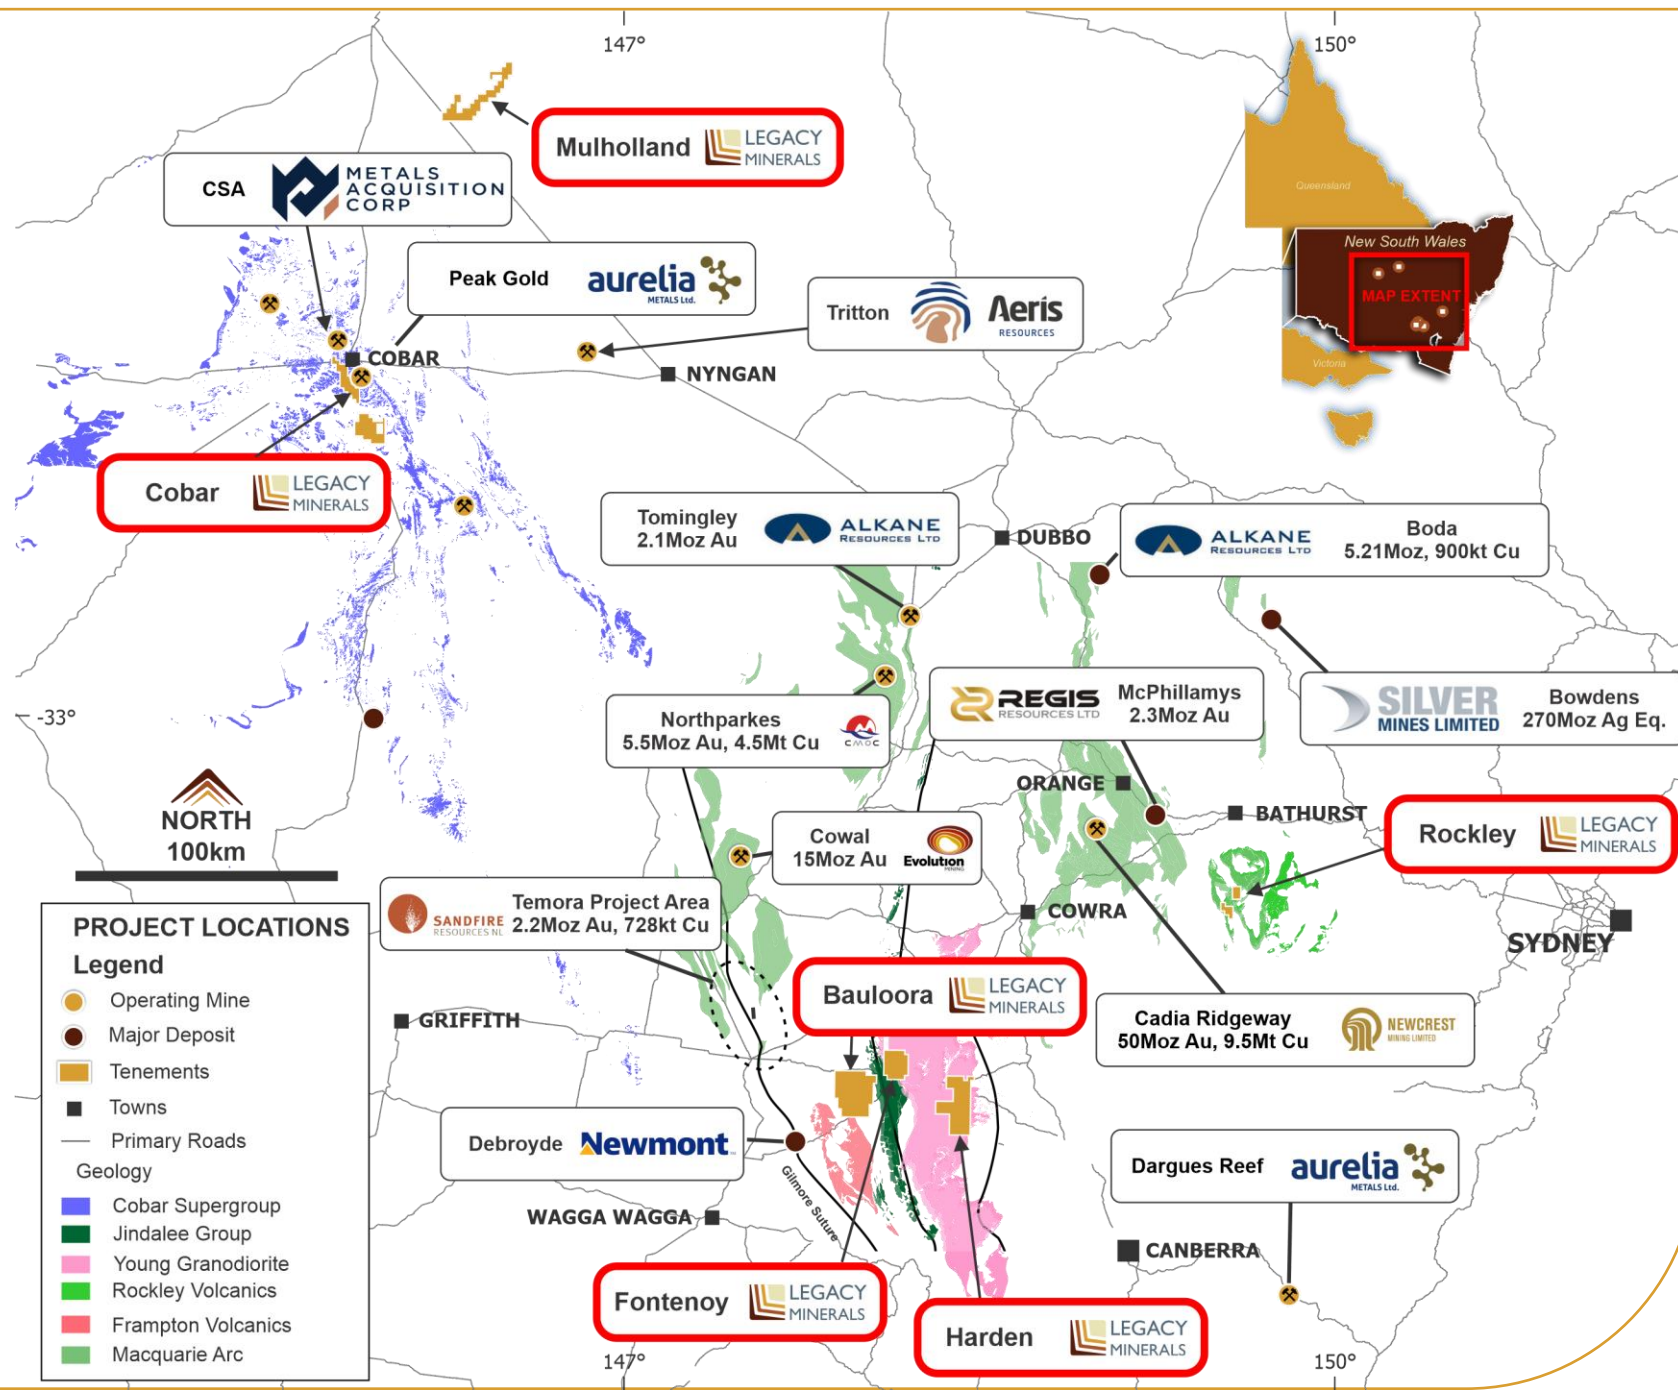 147°
150°
Mulholland
LEGACY
MINERALS
CSA
METALS
ACQUISITION
CORP
Queensland
New South Wales
MAP EXTENT
Victoria
Peak Gold
aurelia
METALS Ltd.
Tritton
Aeris
RESOURCES
COBAR
NYNGAN
Cobar
LEGACY
MINERALS
Tomingley
2.1Moz Au
ALKANE
RESOURCES LTD
DUBBO
ALKANE
RESOURCES LTD
Boda
5.21Moz, 900kt Cu
-33°
Northparkes
5.5Moz Au, 4.5Mt Cu
CMOC
REGIS
RESOURCES LTD
McPhillamys
2.3Moz Au
SILVER
MINES LIMITED
Bowdens
270Moz Ag Eq.
ORANGE
BATHURST
NORTH
100km
Cowal
15Moz Au
Evolution
MINING
Rockley
LEGACY
MINERALS
SANDFIRE
RESOURCES NL
Temora Project Area
2.2Moz Au, 728kt Cu
COWRA
SYDNEY
Bauloora
LEGACY
MINERALS
GRIFFITH
Cadia Ridgeway
50Moz Au, 9.5Mt Cu
NEWCREST
MINING LIMITED
Debroyde
Newmont
Gilmore Suture
Dargues Reef
aurelia
METALS Ltd.
WAGGA WAGGA
CANBERRA
Fontenoy
LEGACY
MINERALS
Harden
LEGACY
MINERALS
PROJECT LOCATIONS
Legend
Operating Mine
Major Deposit
Tenements
Towns
Primary Roads
Geology
Cobar Supergroup
Jindalee Group
Young Granodiorite
Rockley Volcanics
Frampton Volcanics
Macquarie Arc
147°
150°